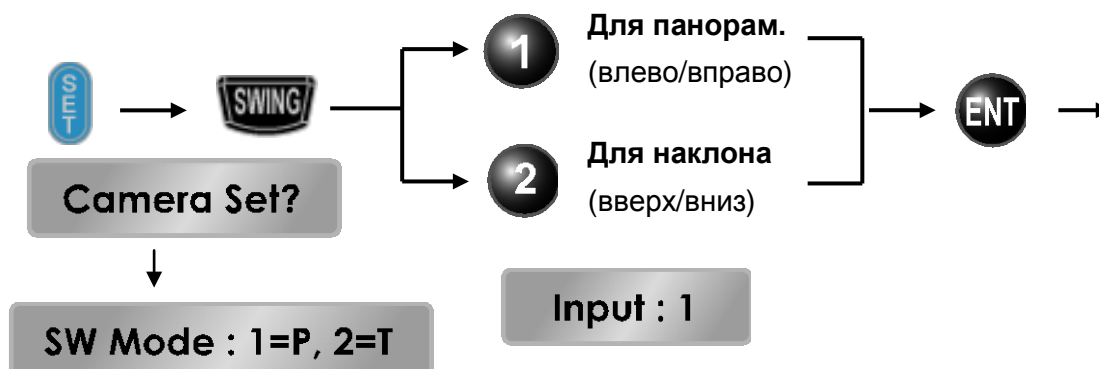 SET
SWING
1
Для панорам.
(влево/вправо)
2
Для наклона
(вверх/вниз)
ENT
Camera Set?
SW Mode : 1=P, 2=T
Input : 1